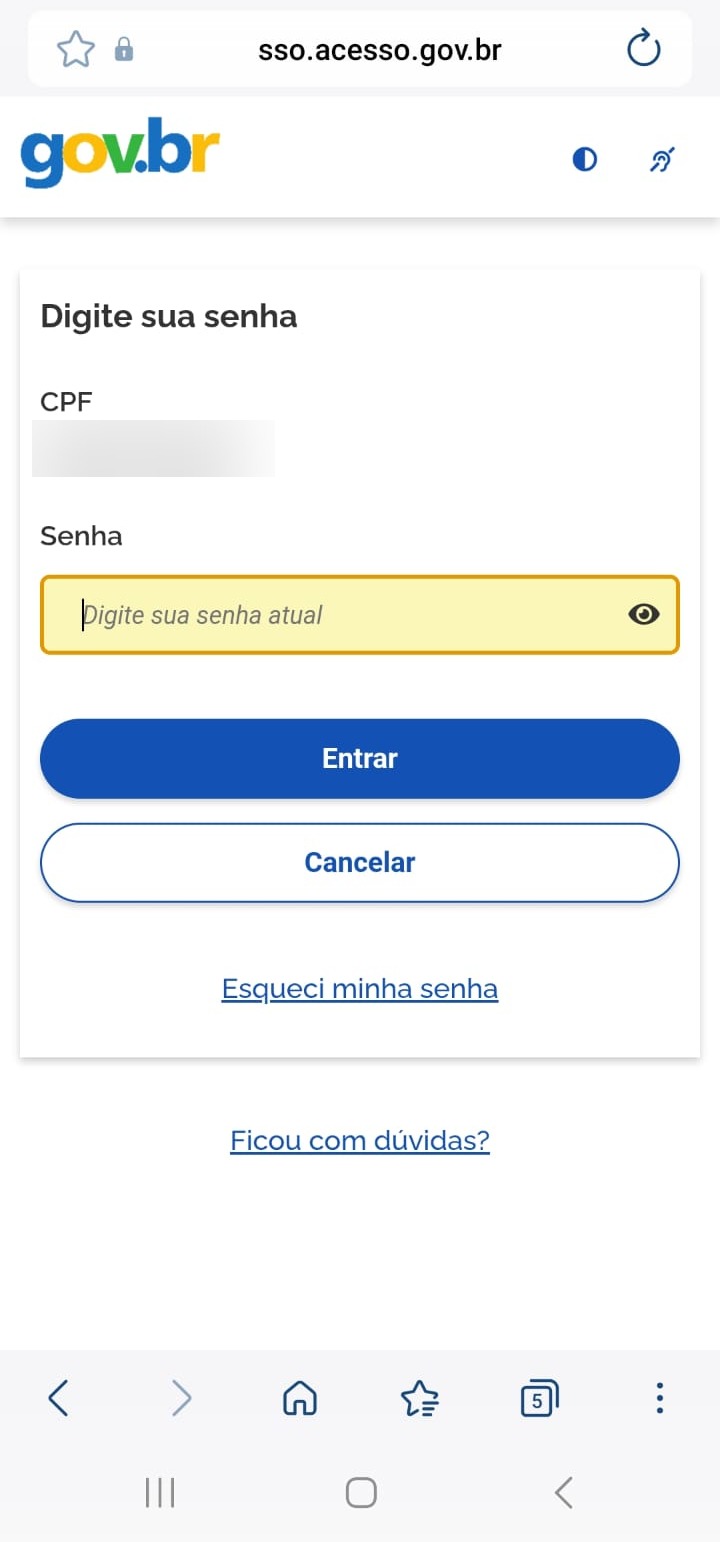 sso.acesso.gov.br
gov.br
Digite sua senha
CPF
Senha
Digite sua senha atual
Entrar
Cancelar
Esqueci minha senha
Ficou com dúvidas?
5